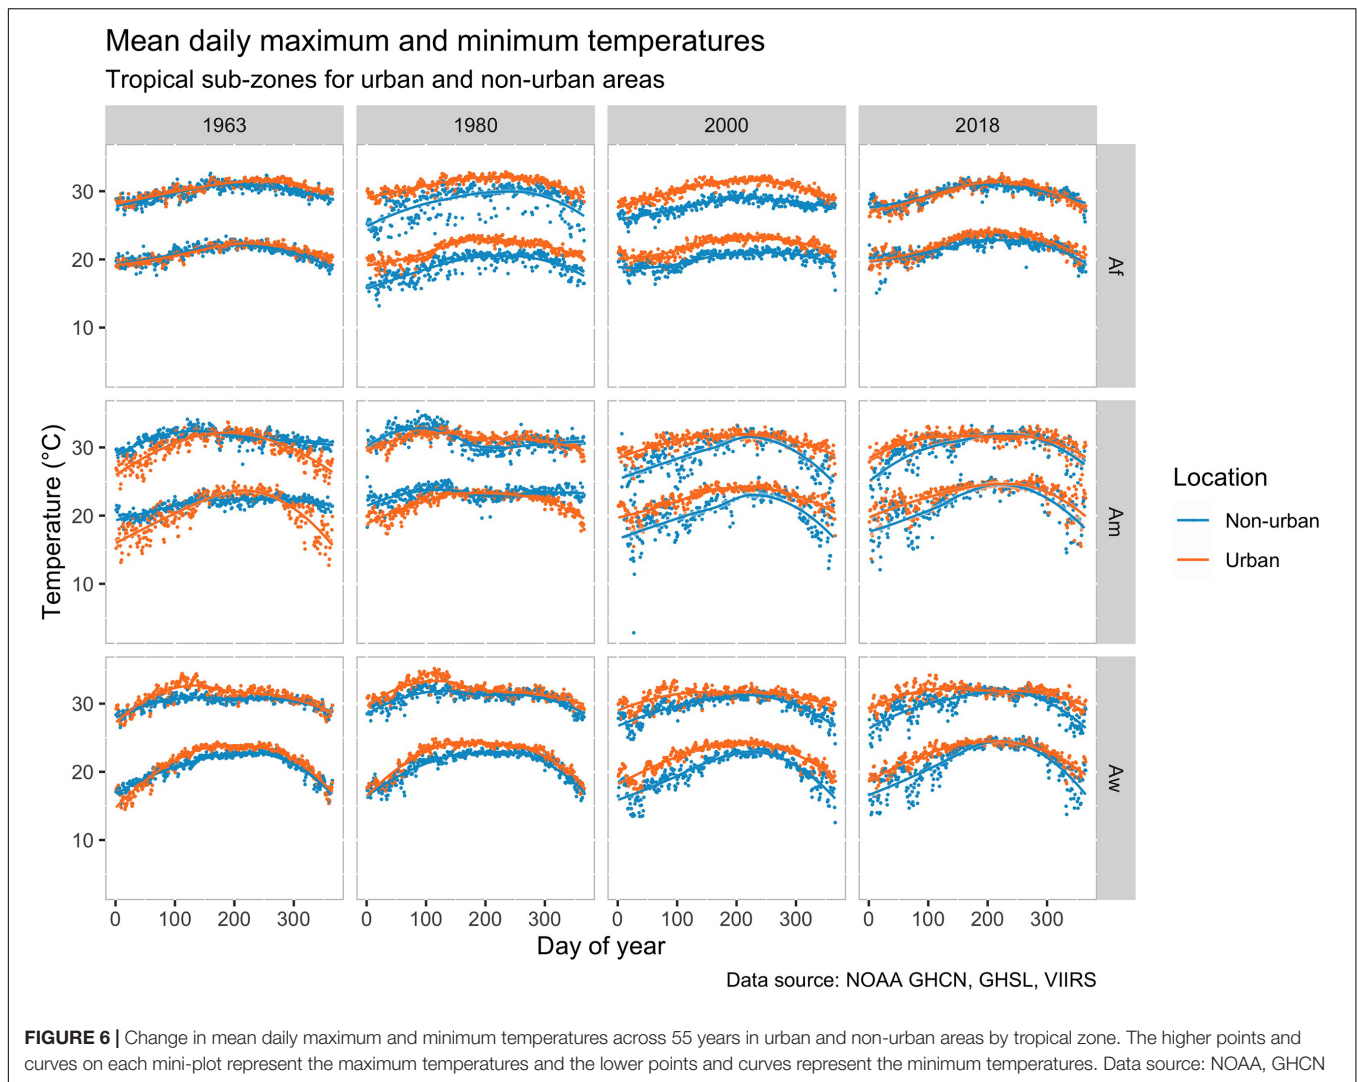 Mean daily maximum and minimum temperatures
Tropical sub-zones for urban and non-urban areas
1963 1980 2000 2018
30
20
10
Af
30
20
10
Am
30
20
10
Aw
Temperature (°C)
0 100 200 300 0 100 200 300 0 100 200 300 0 100 200 300
Day of year
Location
Non-urban
Urban
Data source: NOAA GHCN, GHSL, VIIRS
FIGURE 6 | Change in mean daily maximum and minimum temperatures across 55 years in urban and non-urban areas by tropical zone. The higher points and
curves on each mini-plot represent the maximum temperatures and the lower points and curves represent the minimum temperatures. Data source: NOAA, GHCN